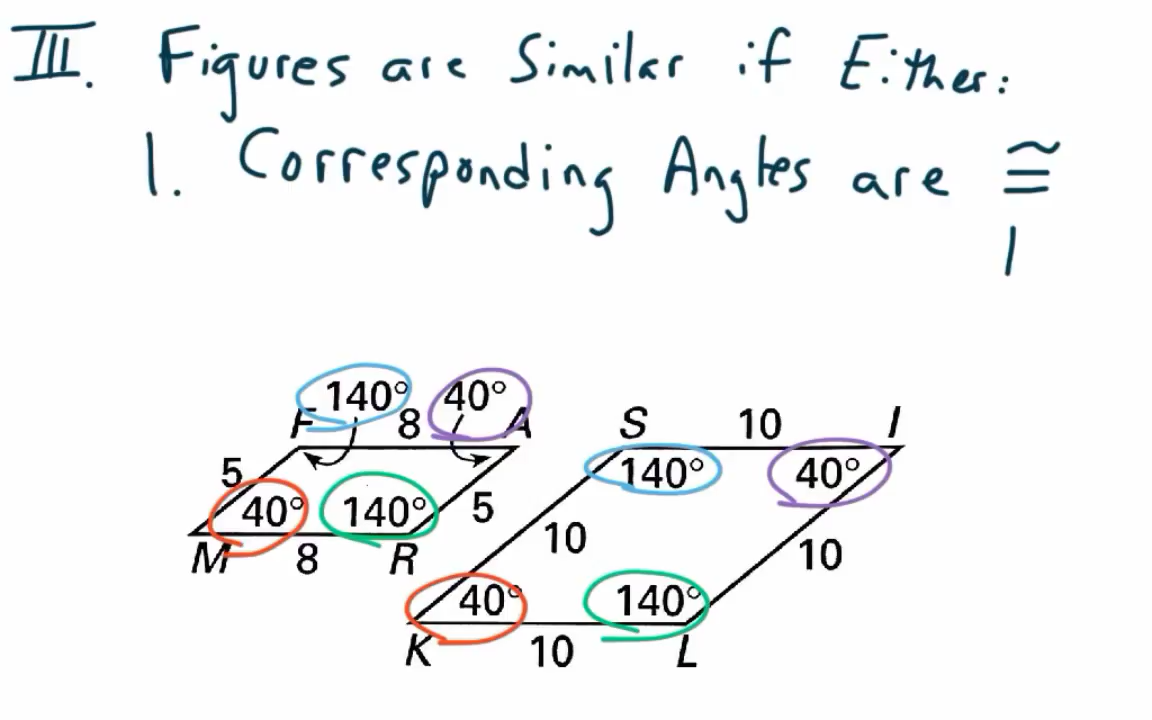 III. Figures are Similar if Either:
1. Corresponding Angles are ≅
140° 40°
F 8 A S 10 I
5 140° 40°
40° 140° 5
10 10
M 8 R
40° 140°
K 10 L